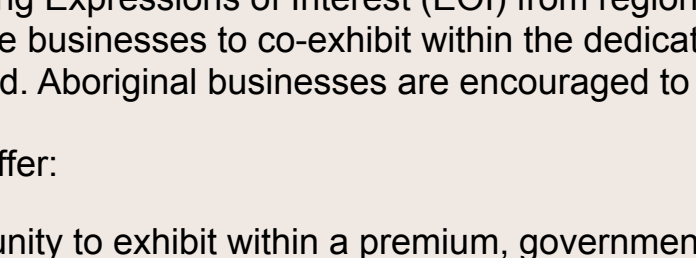 ng Expressions of Interest (EOI) from region
e businesses to co-exhibit within the dedicat
d. Aboriginal businesses are encouraged to
ffer:
unity to exhibit within a premium, governmen